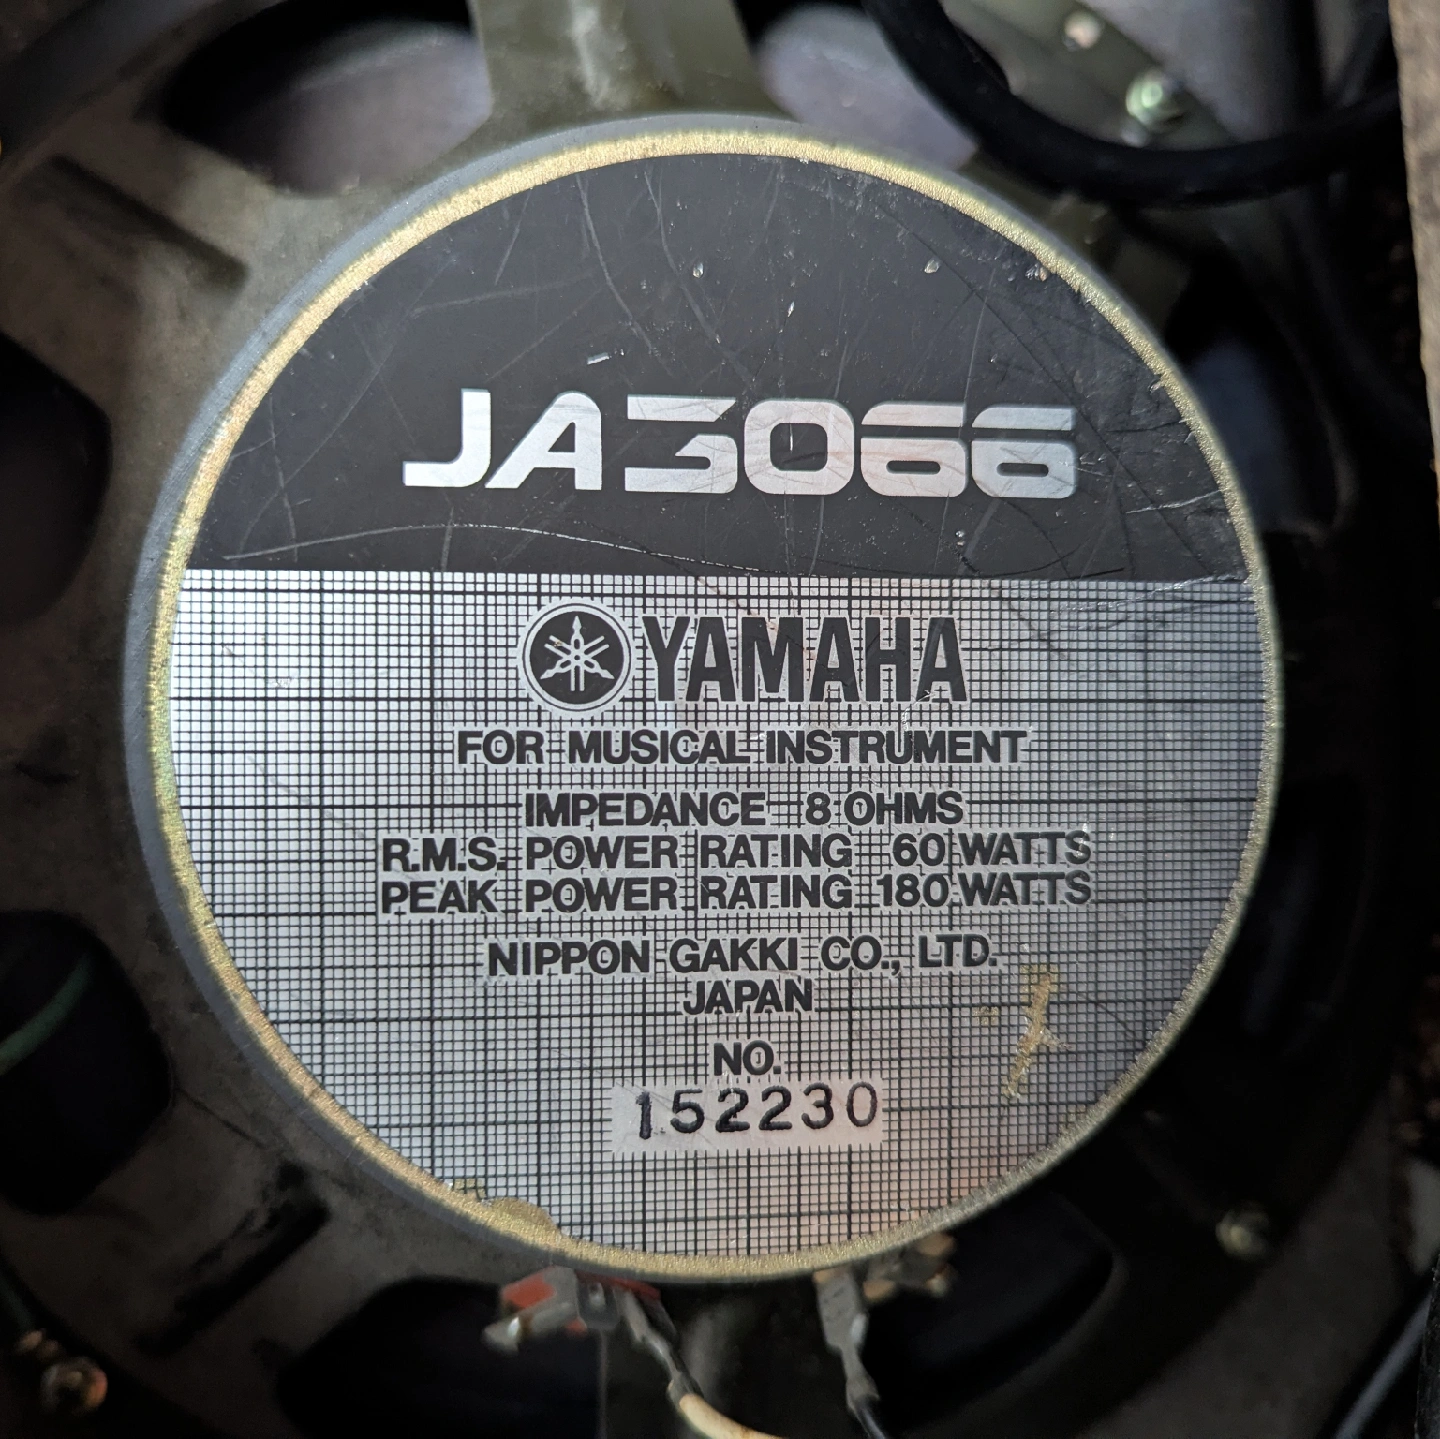 JA3066
YAMAHA
FOR MUSICAL INSTRUMENT
IMPEDANCE 8 OHMS
R.M.S. POWER RATING 60 WATTS
PEAK POWER RATING 180 WATTS
NIPPON GAKKI CO., LTD.
JAPAN
NO.
152230